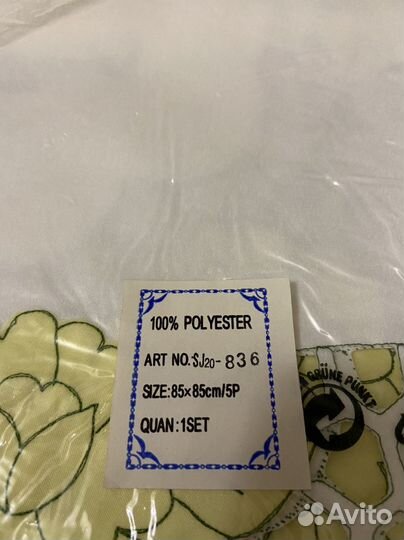 100% POLYESTER
ART NO.:SJ20-836
SIZE:85×85cm/5P
QUAN:1SET
GRÜNE PUNKT
Avito